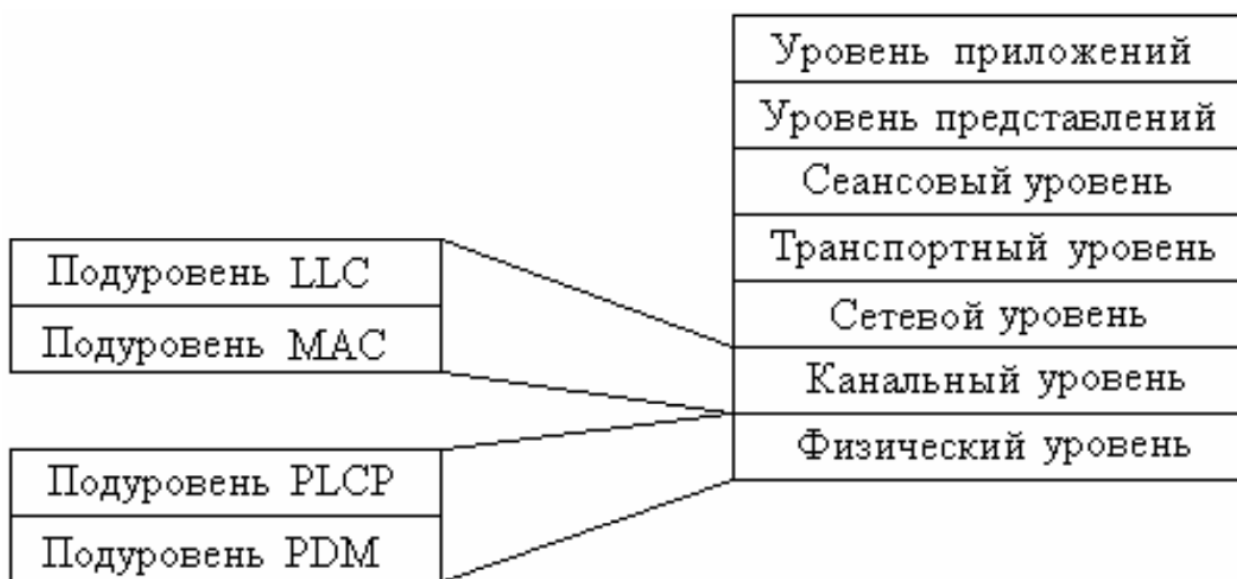 Уровень приложений
Уровень представлений
Сеансовый уровень
Транспортный уровень
Сетевой уровень
Канальный уровень
Физический уровень
Подуровень LLC
Подуровень MAC
Подуровень PLCP
Подуровень PDM